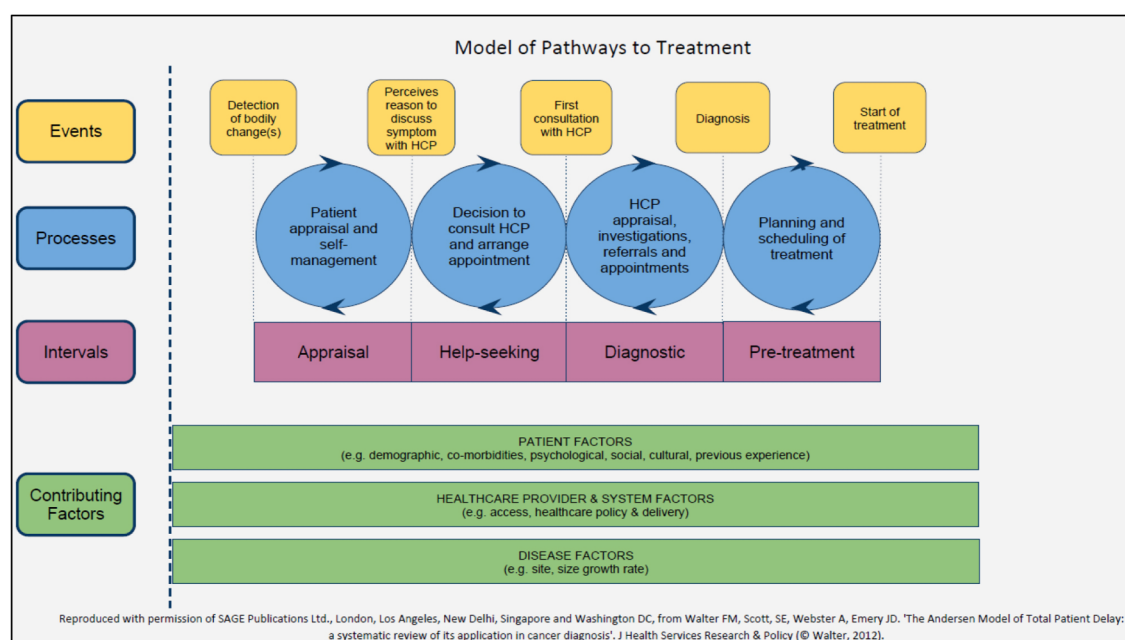 Model of Pathways to Treatment
Events
Detection
of bodily
change(s)
Perceives
reason to
discuss
symptom
with HCP
First
consultation
with HCP
Diagnosis
Start of
treatment
Processes
Patient
appraisal and
self-
management
Decision to
consult HCP
and arrange
appointment
HCP
appraisal,
investigations,
referrals and
appointments
Planning and
scheduling of
treatment
Intervals
Appraisal
Help-seeking
Diagnostic
Pre-treatment
Contributing
Factors
PATIENT FACTORS
(e.g. demographic, co-morbidities, psychological, social, cultural, previous experience)
HEALTHCARE PROVIDER & SYSTEM FACTORS
(e.g. access, healthcare policy & delivery)
DISEASE FACTORS
(e.g. site, size growth rate)
Reproduced with permission of SAGE Publications Ltd., London, Los Angeles, New Delhi, Singapore and Washington DC, from Walter FM, Scott, SE, Webster A, Emery JD. 'The Andersen Model of Total Patient Delay:
a systematic review of its application in cancer diagnosis'. J Health Services Research & Policy (© Walter, 2012).